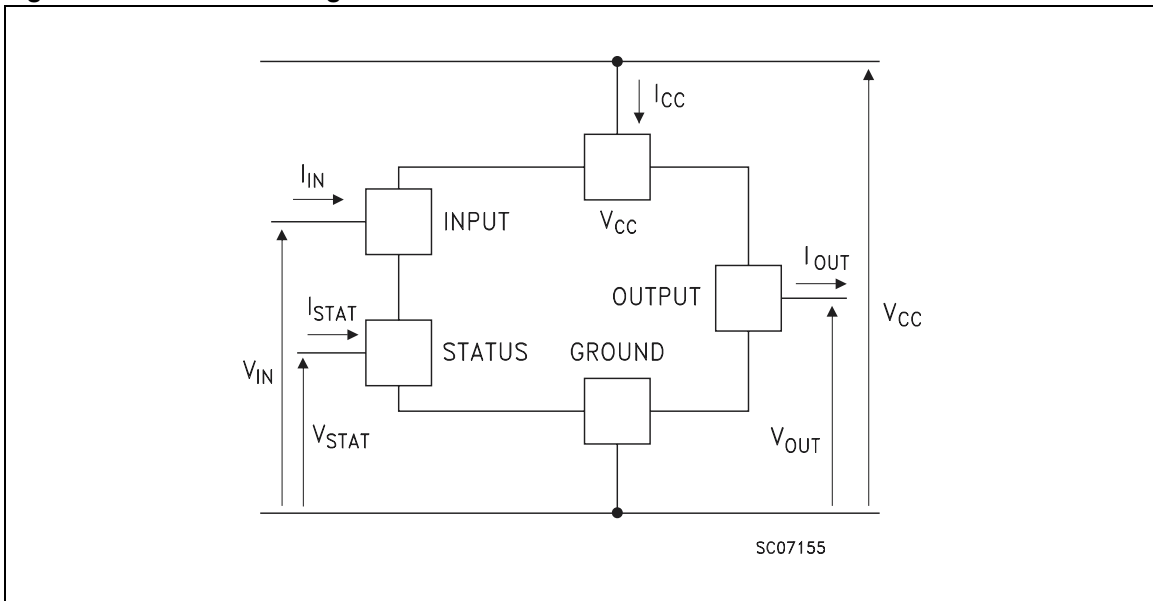 I_CC
I_IN
INPUT
V_CC
I_OUT
OUTPUT
I_STAT
V_CC
STATUS
GROUND
V_IN
V_STAT
V_OUT
SC07155